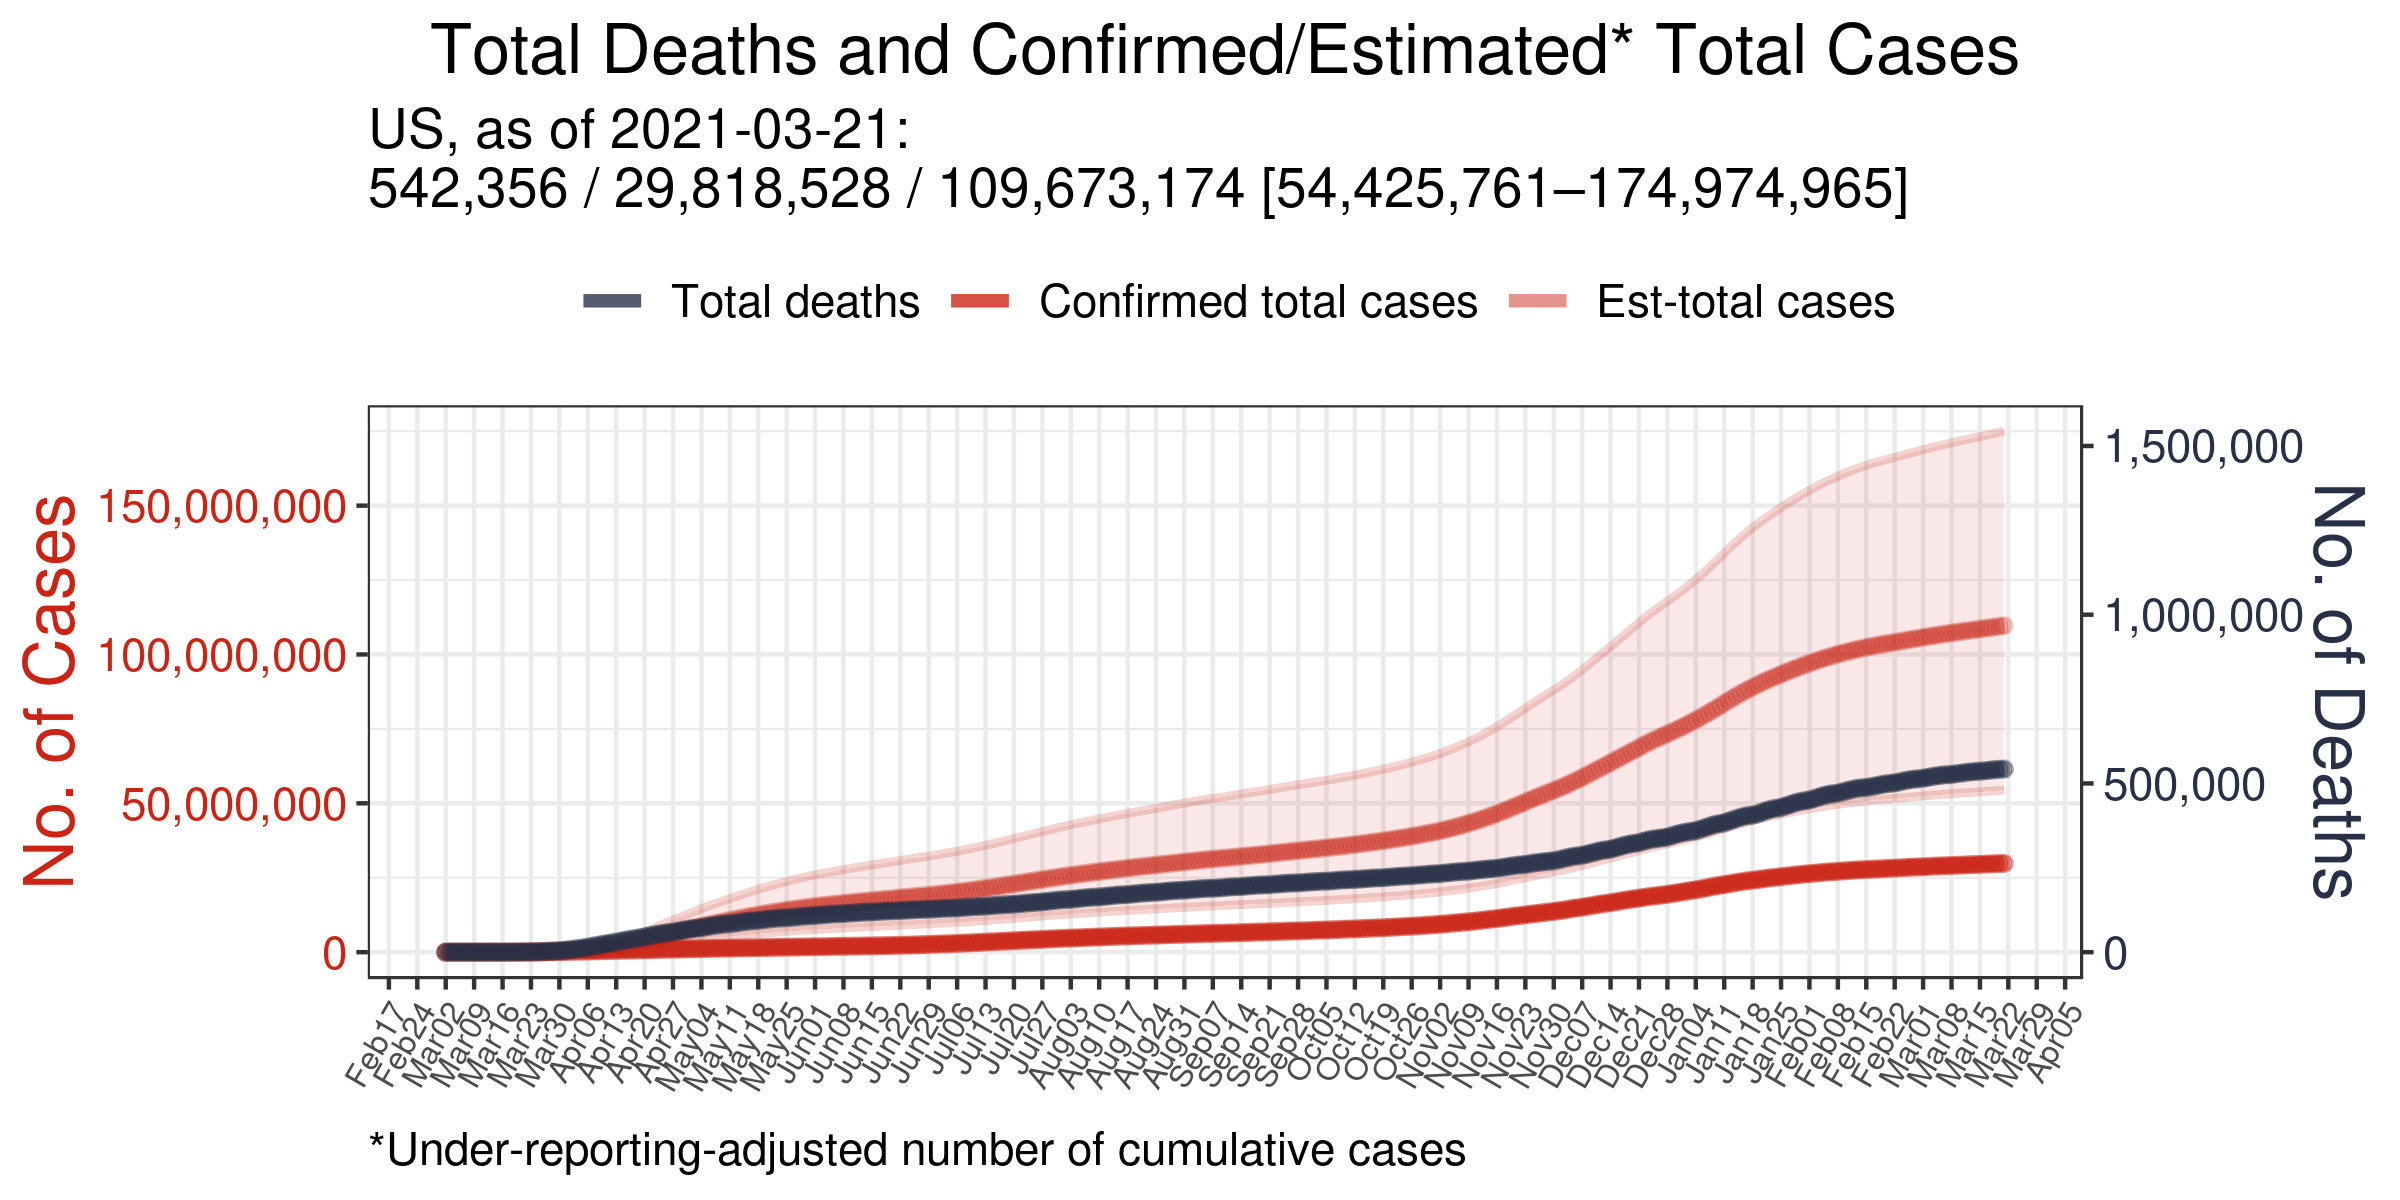 Total Deaths and Confirmed/Estimated* Total Cases
US, as of 2021-03-21:
542,356 / 29,818,528 / 109,673,174 [54,425,761–174,974,965]
Total deaths
Confirmed total cases
Est-total cases
No. of Cases
150,000,000
100,000,000
50,000,000
0
1,500,000
1,000,000
500,000
0
No. of Deaths
Feb17
Feb24
Mar02
Mar09
Mar16
Mar23
Mar30
Apr06
Apr13
Apr20
Apr27
May04
May11
May18
May25
Jun01
Jun08
Jun15
Jun22
Jun29
Jul06
Jul13
Jul20
Jul27
Aug03
Aug10
Aug17
Aug24
Aug31
Sep07
Sep14
Sep21
Sep28
Oct05
Oct12
Oct19
Oct26
Nov02
Nov09
Nov16
Nov23
Nov30
Dec07
Dec14
Dec21
Dec28
Jan04
Jan11
Jan18
Jan25
Feb01
Feb08
Feb15
Feb22
Mar01
Mar08
Mar15
Mar22
Mar29
Apr05
*Under-reporting-adjusted number of cumulative cases